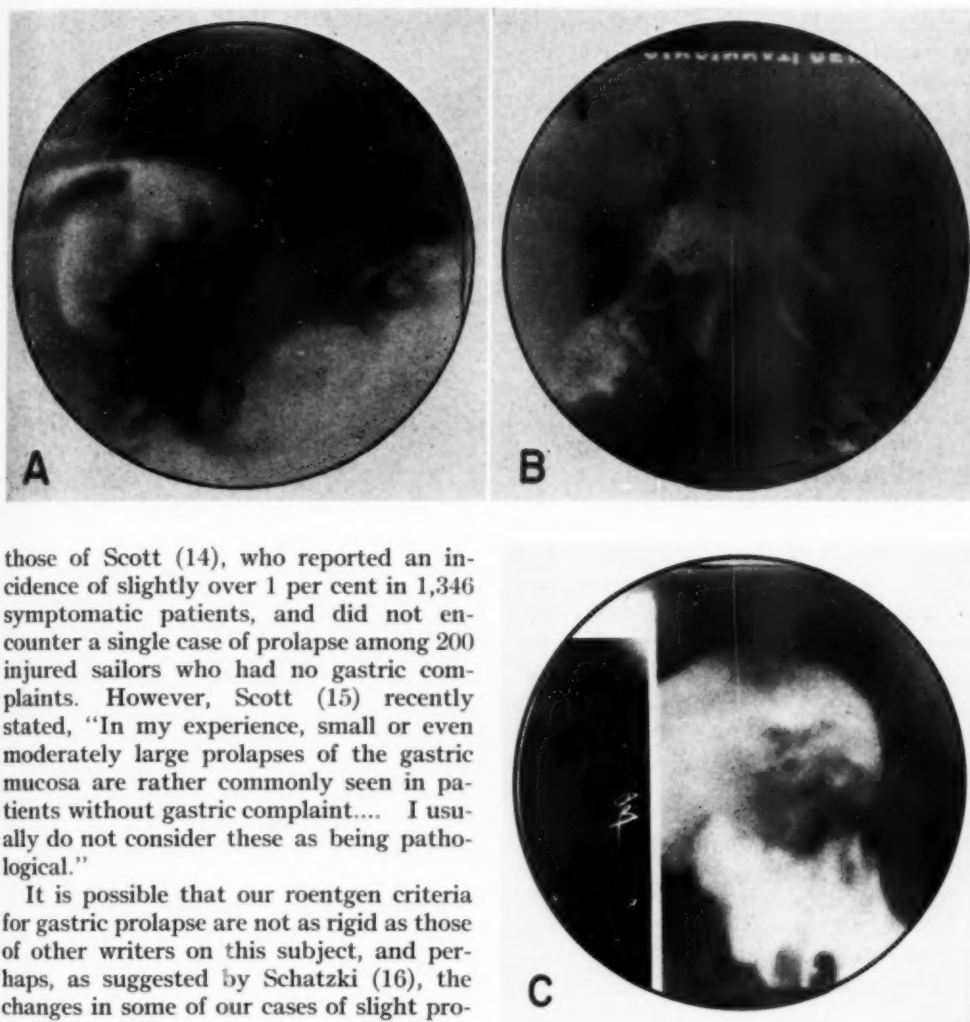 A
B
those of Scott (14), who reported an in-
cidence of slightly over 1 per cent in 1,346
symptomatic patients, and did not en-
counter a single case of prolapse among 200
injured sailors who had no gastric com-
plaints. However, Scott (15) recently
stated, “In my experience, small or even
moderately large prolapses of the gastric
mucosa are rather commonly seen in pa-
tients without gastric complaint.... I usu-
ally do not consider these as being patho-
logical.”
It is possible that our roentgen criteria
for gastric prolapse are not as rigid as those
of other writers on this subject, and per-
haps, as suggested by Schatzki (16), the
changes in some of our cases of slight pro-
C